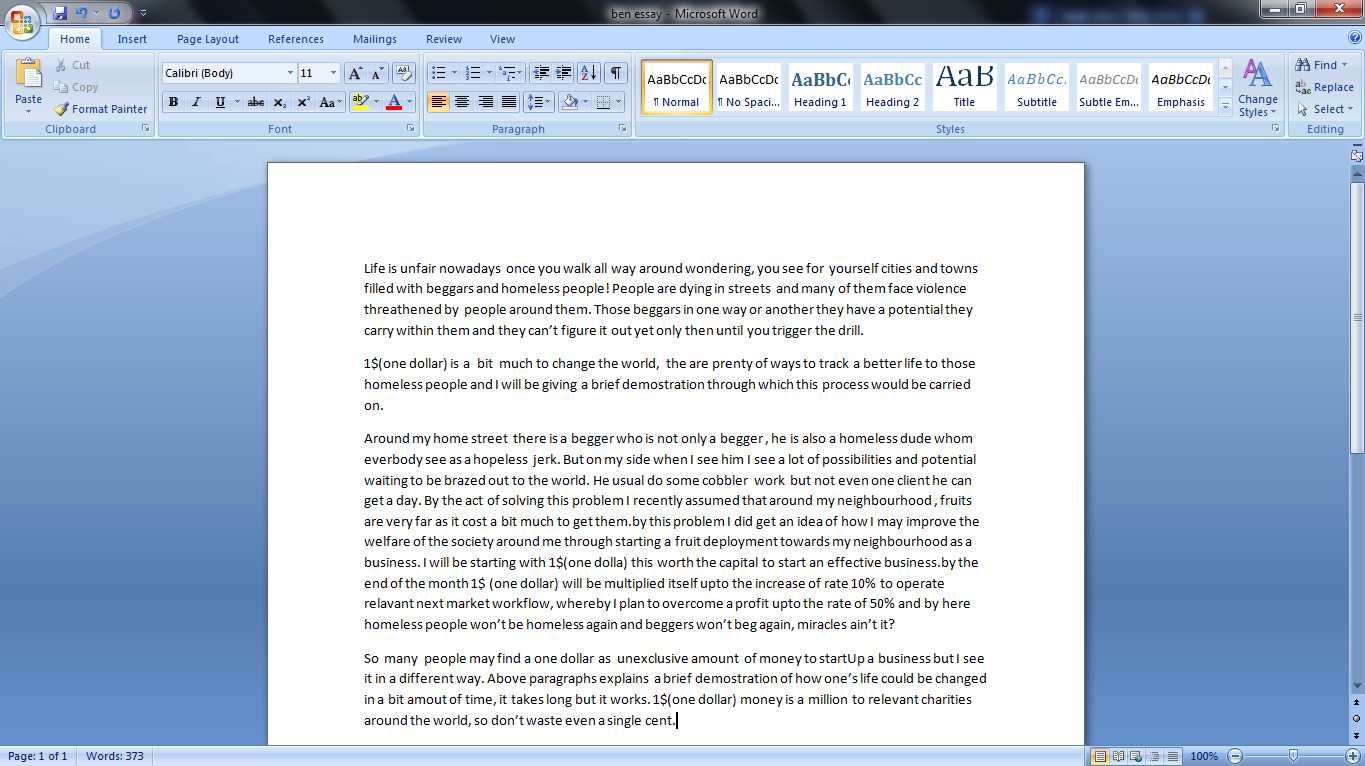 ben essay - Microsoft Word
Home Insert Page Layout References Mailings Review View
Paste
Cut
Copy
Format Painter
Clipboard
Calibri (Body) 11
Font
Paragraph
AaBbCcDc AaBbCcDc AaBbC AaBbCc AaB AaBbCc. AaBbCcDc AaBbCcDc
¶ Normal ¶ No Spaci... Heading 1 Heading 2 Title Subtitle Subtle Em... Emphasis
Change Styles
Styles
Find
Replace
Select
Editing
Life is unfair nowadays once you walk all way around wondering, you see for yourself cities and towns
filled with beggars and homeless people! People are dying in streets and many of them face violence
threathened by people around them. Those beggars in one way or another they have a potential they
carry within them and they can't figure it out yet only then until you trigger the drill.
1$(one dollar) is a bit much to change the world, the are prenty of ways to track a better life to those
homeless people and I will be giving a brief demostration through which this process would be carried
on.
Around my home street there is a begger who is not only a begger , he is also a homeless dude whom
everbody see as a hopeless jerk. But on my side when I see him I see a lot of possibilities and potential
waiting to be brazed out to the world. He usual do some cobbler work but not even one client he can
get a day. By the act of solving this problem I recently assumed that around my neighbourhood , fruits
are very far as it cost a bit much to get them.by this problem I did get an idea of how I may improve the
welfare of the society around me through starting a fruit deployment towards my neighbourhood as a
business. I will be starting with 1$(one dolla) this worth the capital to start an effective business.by the
end of the month 1$ (one dollar) will be multiplied itself upto the increase of rate 10% to operate
relavant next market workflow, whereby I plan to overcome a profit upto the rate of 50% and by here
homeless people won't be homeless again and beggers won't beg again, miracles ain't it?
So many people may find a one dollar as unexclusive amount of money to startUp a business but I see
it in a different way. Above paragraphs explains a brief demostration of how one's life could be changed
in a bit amout of time, it takes long but it works. 1$(one dollar) money is a million to relevant charities
around the world, so don't waste even a single cent.
Page: 1 of 1 Words: 373 100%